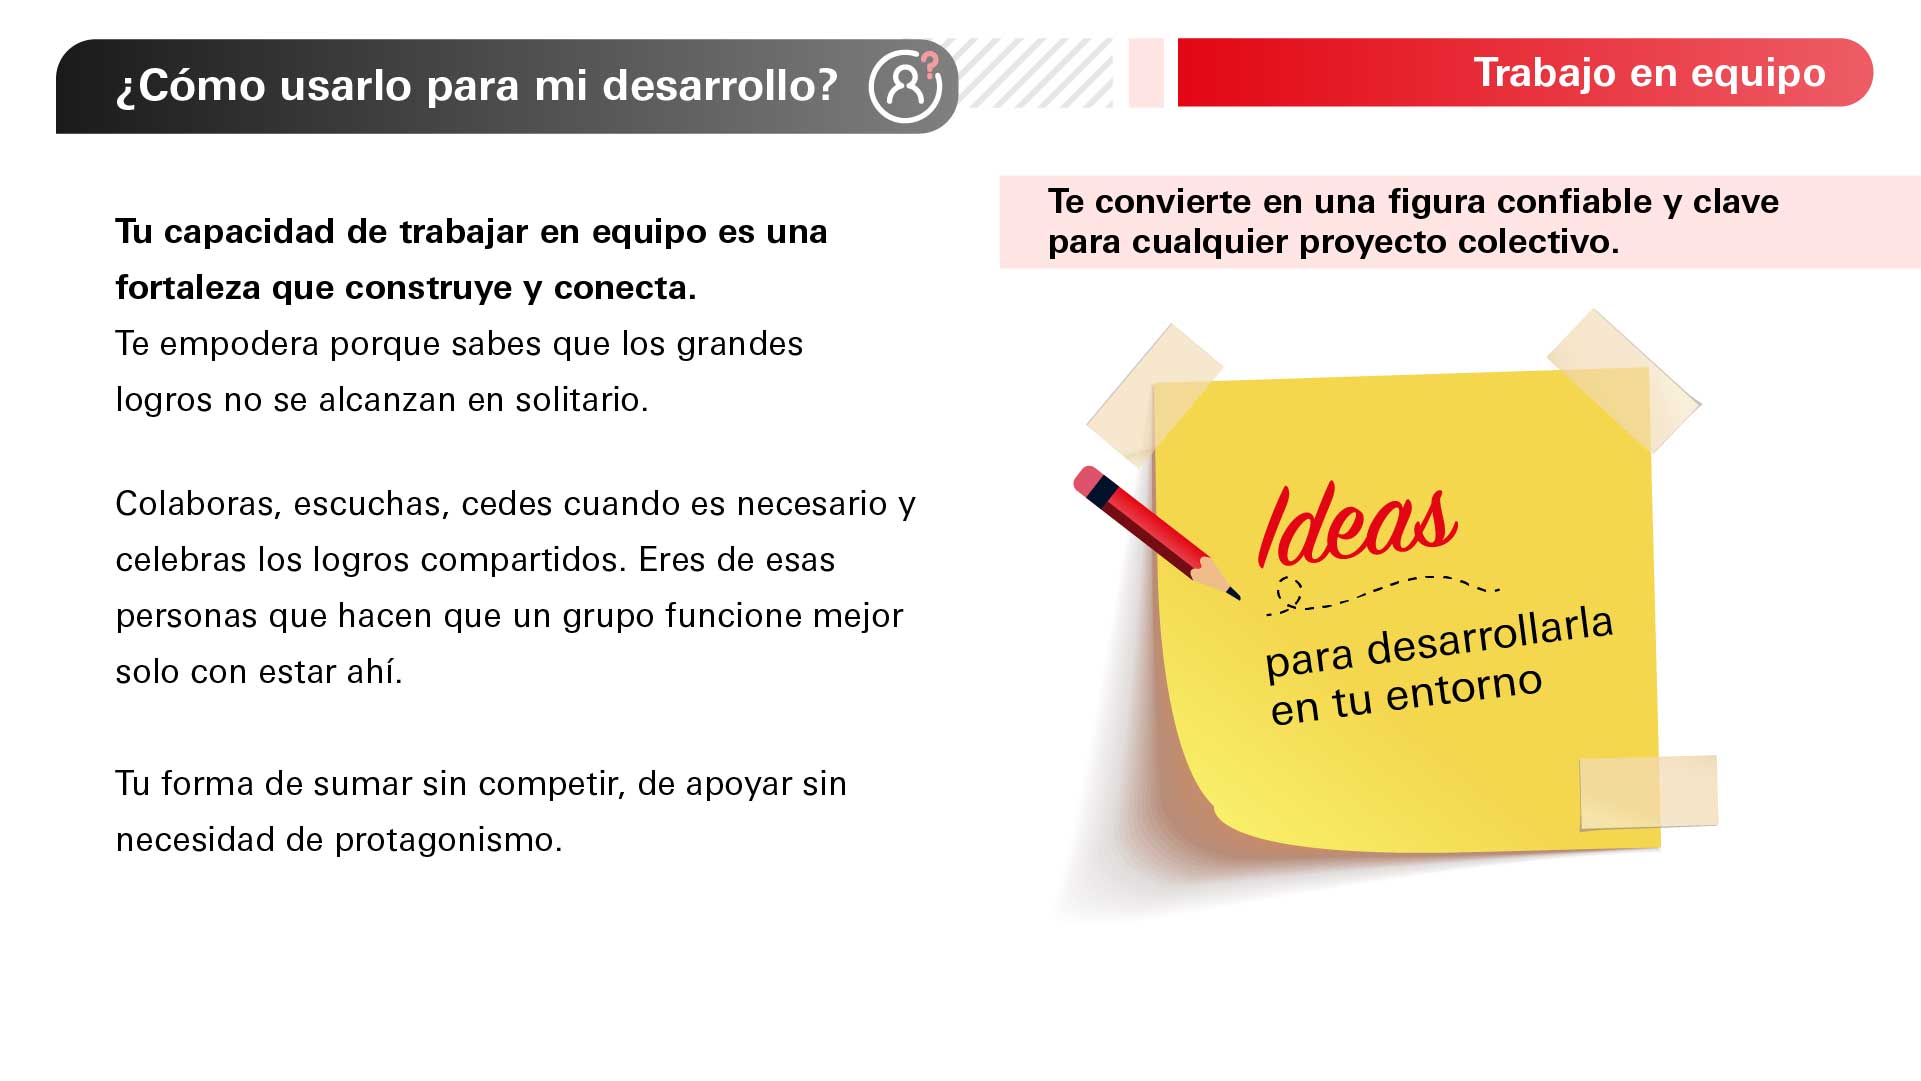 ¿Cómo usarlo para mi desarrollo?
Trabajo en equipo
Tu capacidad de trabajar en equipo es una
fortaleza que construye y conecta.
Te empodera porque sabes que los grandes
logros no se alcanzan en solitario.
Colaboras, escuchas, cedes cuando es necesario y
celebras los logros compartidos. Eres de esas
personas que hacen que un grupo funcione mejor
solo con estar ahí.
Tu forma de sumar sin competir, de apoyar sin
necesidad de protagonismo.
Te convierte en una figura confiable y clave
para cualquier proyecto colectivo.
Ideas
para desarrollarla
en tu entorno